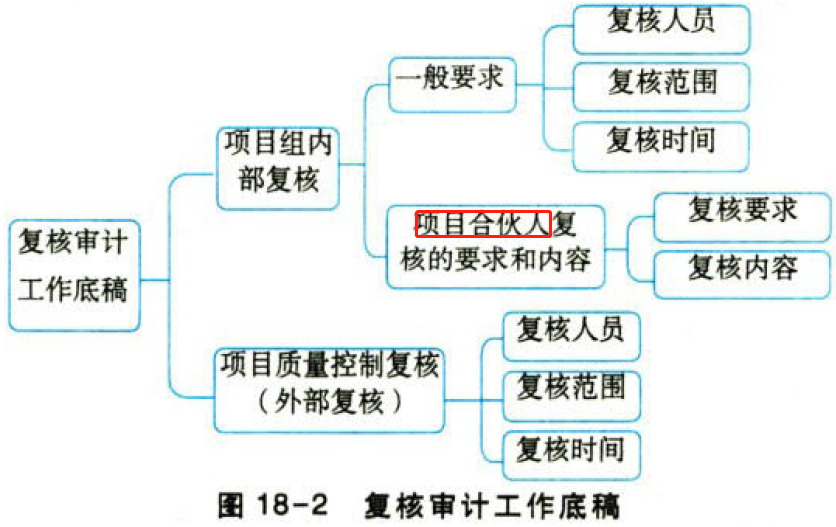 复核审计
工作底稿
项目组内
部复核
一般要求
复核人员
复核范围
复核时间
项目合伙人复
核的要求和内容
复核要求
复核内容
项目质量控制复核
（外部复核）
复核人员
复核范围
复核时间
图 18-2 复核审计工作底稿